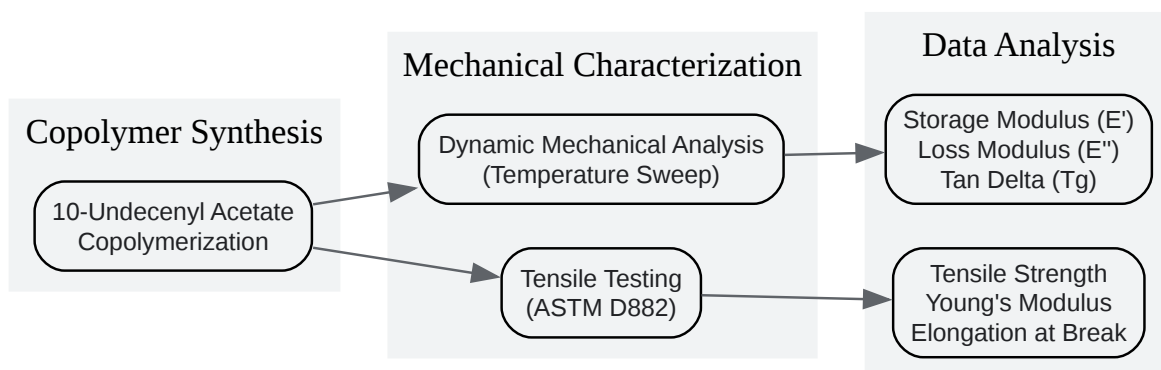 Copolymer Synthesis
10-Undecenyl Acetate
Copolymerization
Mechanical Characterization
Dynamic Mechanical Analysis
(Temperature Sweep)
Tensile Testing
(ASTM D882)
Data Analysis
Storage Modulus (E')
Loss Modulus (E'')
Tan Delta (Tg)
Tensile Strength
Young's Modulus
Elongation at Break